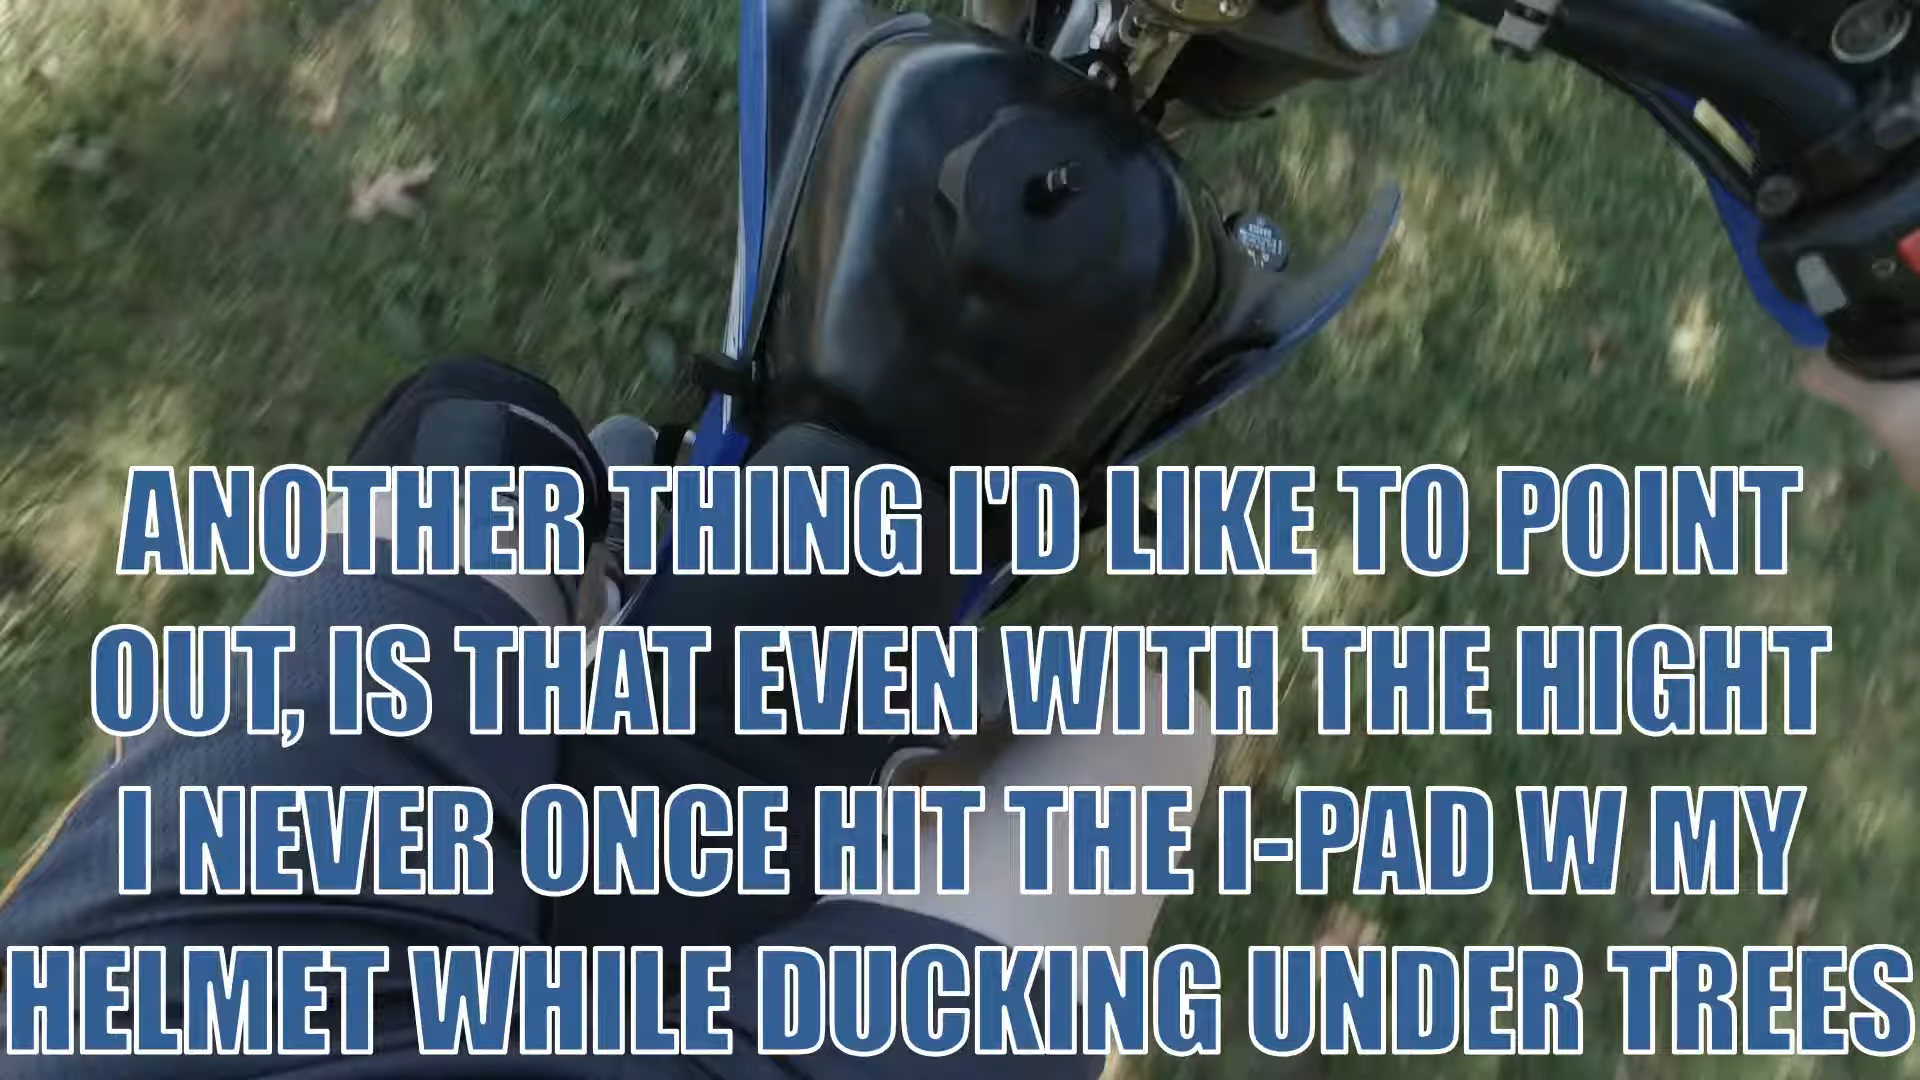 ANOTHER THING I'D LIKE TO POINT
OUT, IS THAT EVEN WITH THE HIGHT
I NEVER ONCE HIT THE I-PAD W MY
HELMET WHILE DUCKING UNDER TREES